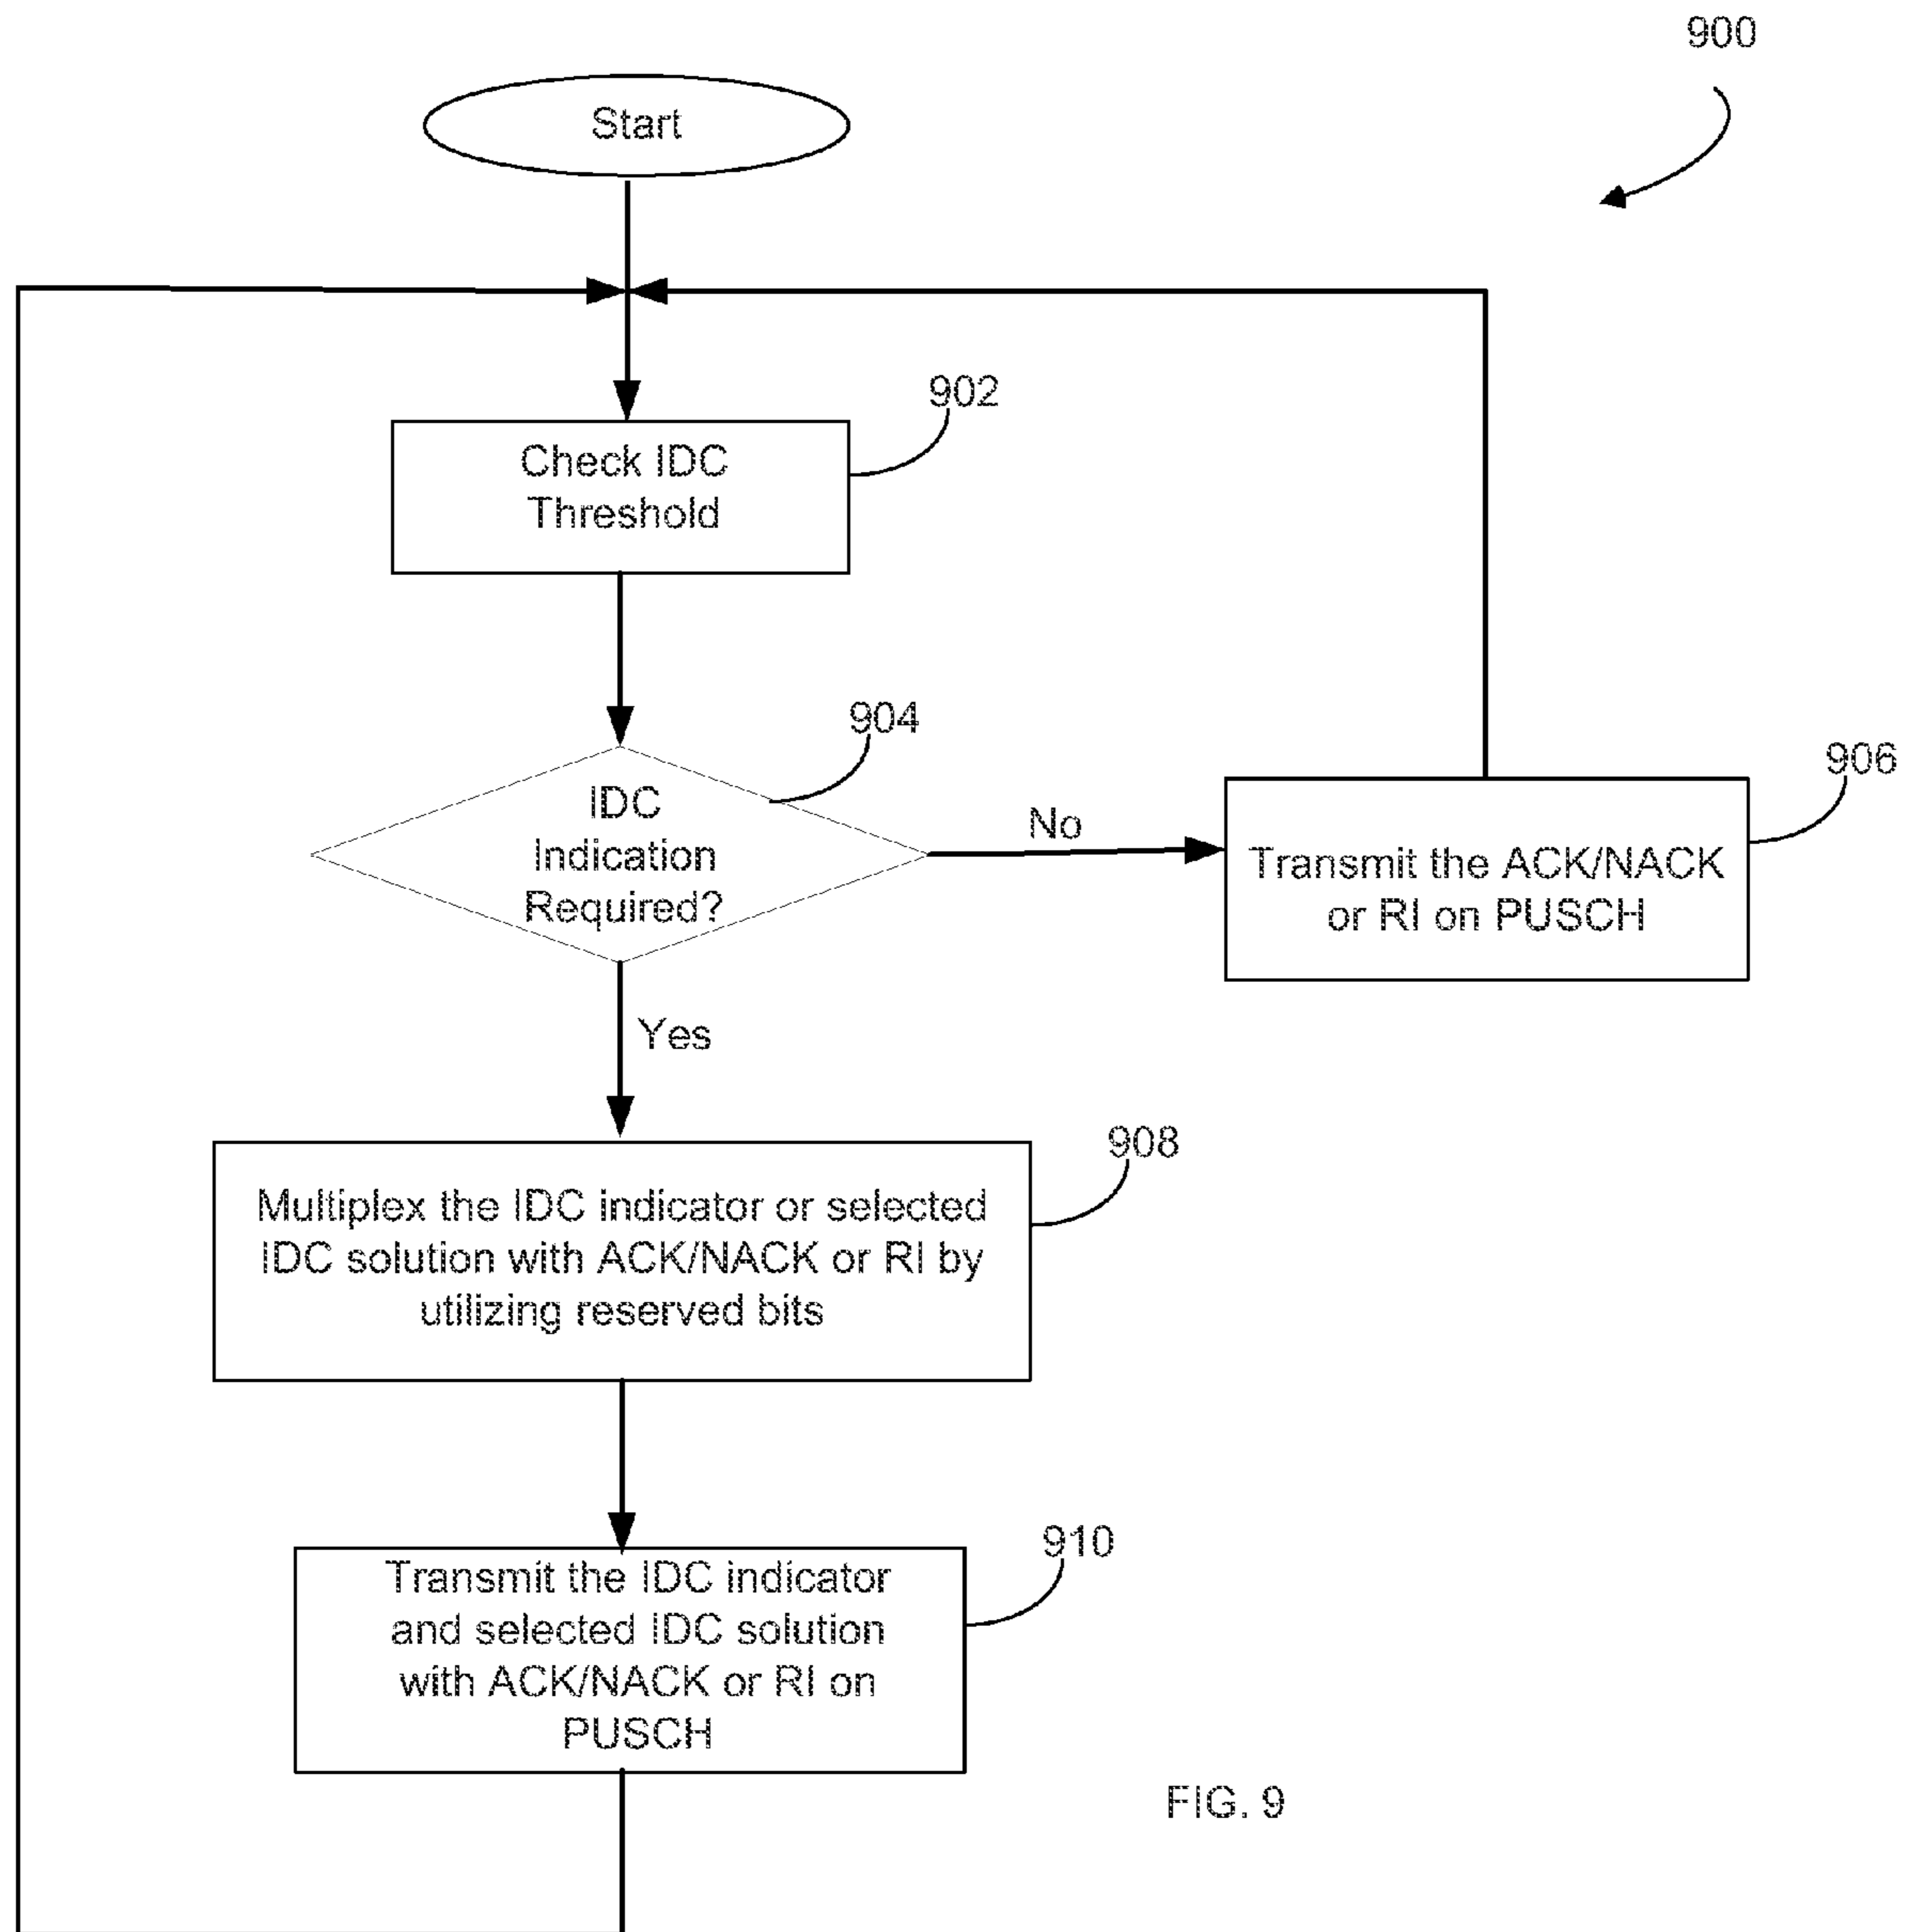 900
Start
902
Check IDC
Threshold
904
IDC
Indication
Required?
No
906
Transmit the ACK/NACK
or RI on PUSCH
Yes
908
Multiplex the IDC indicator or selected
IDC solution with ACK/NACK or RI by
utilizing reserved bits
910
Transmit the IDC indicator
and selected IDC solution
with ACK/NACK or RI on
PUSCH
FIG. 9